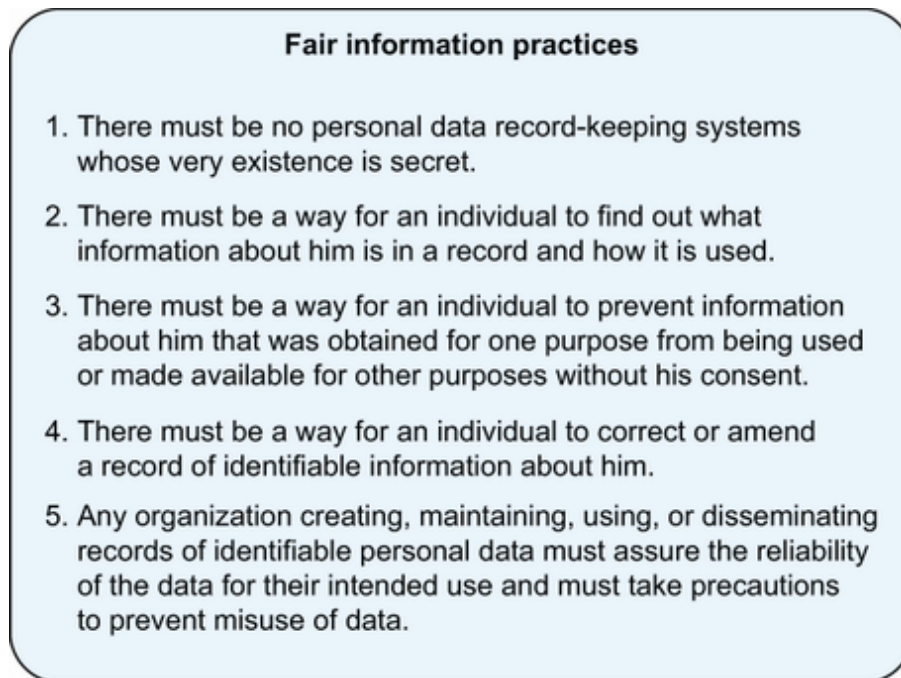 Fair information practices
1. There must be no personal data record-keeping systems
whose very existence is secret.
2. There must be a way for an individual to find out what
information about him is in a record and how it is used.
3. There must be a way for an individual to prevent information
about him that was obtained for one purpose from being used
or made available for other purposes without his consent.
4. There must be a way for an individual to correct or amend
a record of identifiable information about him.
5. Any organization creating, maintaining, using, or disseminating
records of identifiable personal data must assure the reliability
of the data for their intended use and must take precautions
to prevent misuse of data.